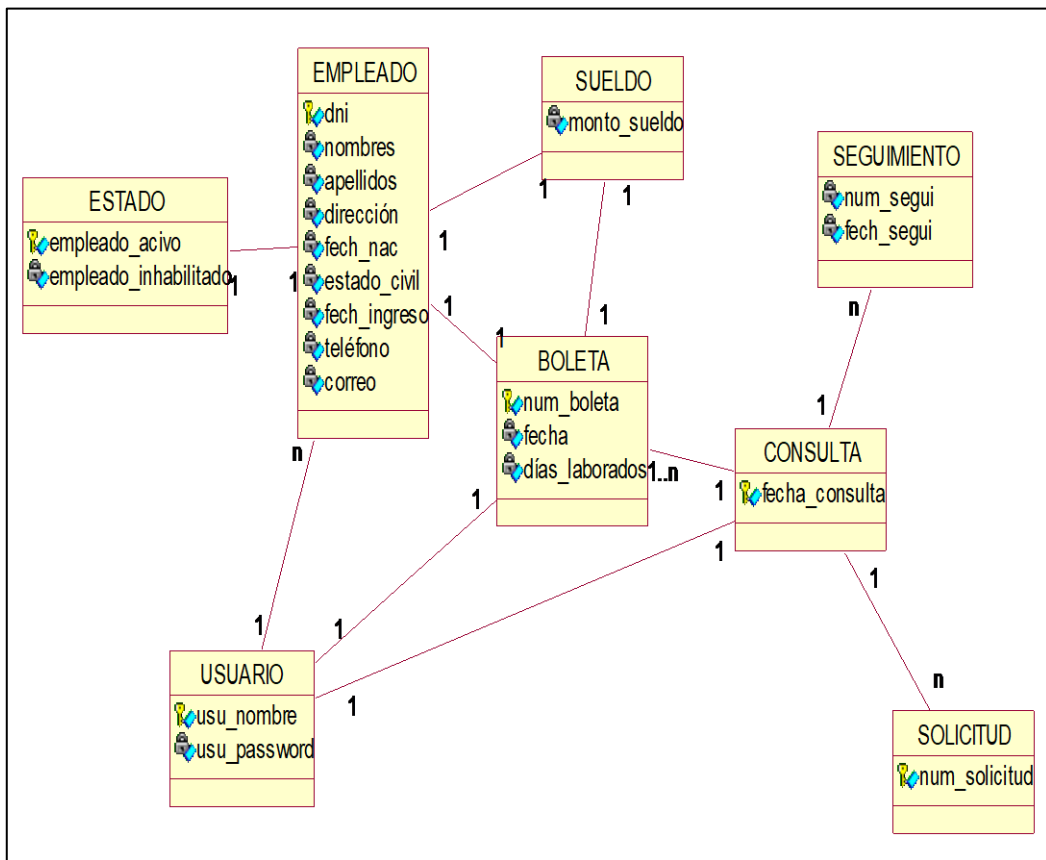 EMPLEADO
dni
nombres
apellidos
dirección
fech_nac
estado_civil
fech_ingreso
teléfono
correo
SUELDO
monto_sueldo
SEGUIMIENTO
num_segui
fech_segui
ESTADO
empleado_acivo
empleado_inhabilitado
BOLETA
num_boleta
fecha
días_laborados
CONSULTA
fecha_consulta
USUARIO
usu_nombre
usu_password
SOLICITUD
num_solicitud
1
1
1
1
1
1
1
1
n
1
1..n
1
n
1
1
1
1
1
1
n